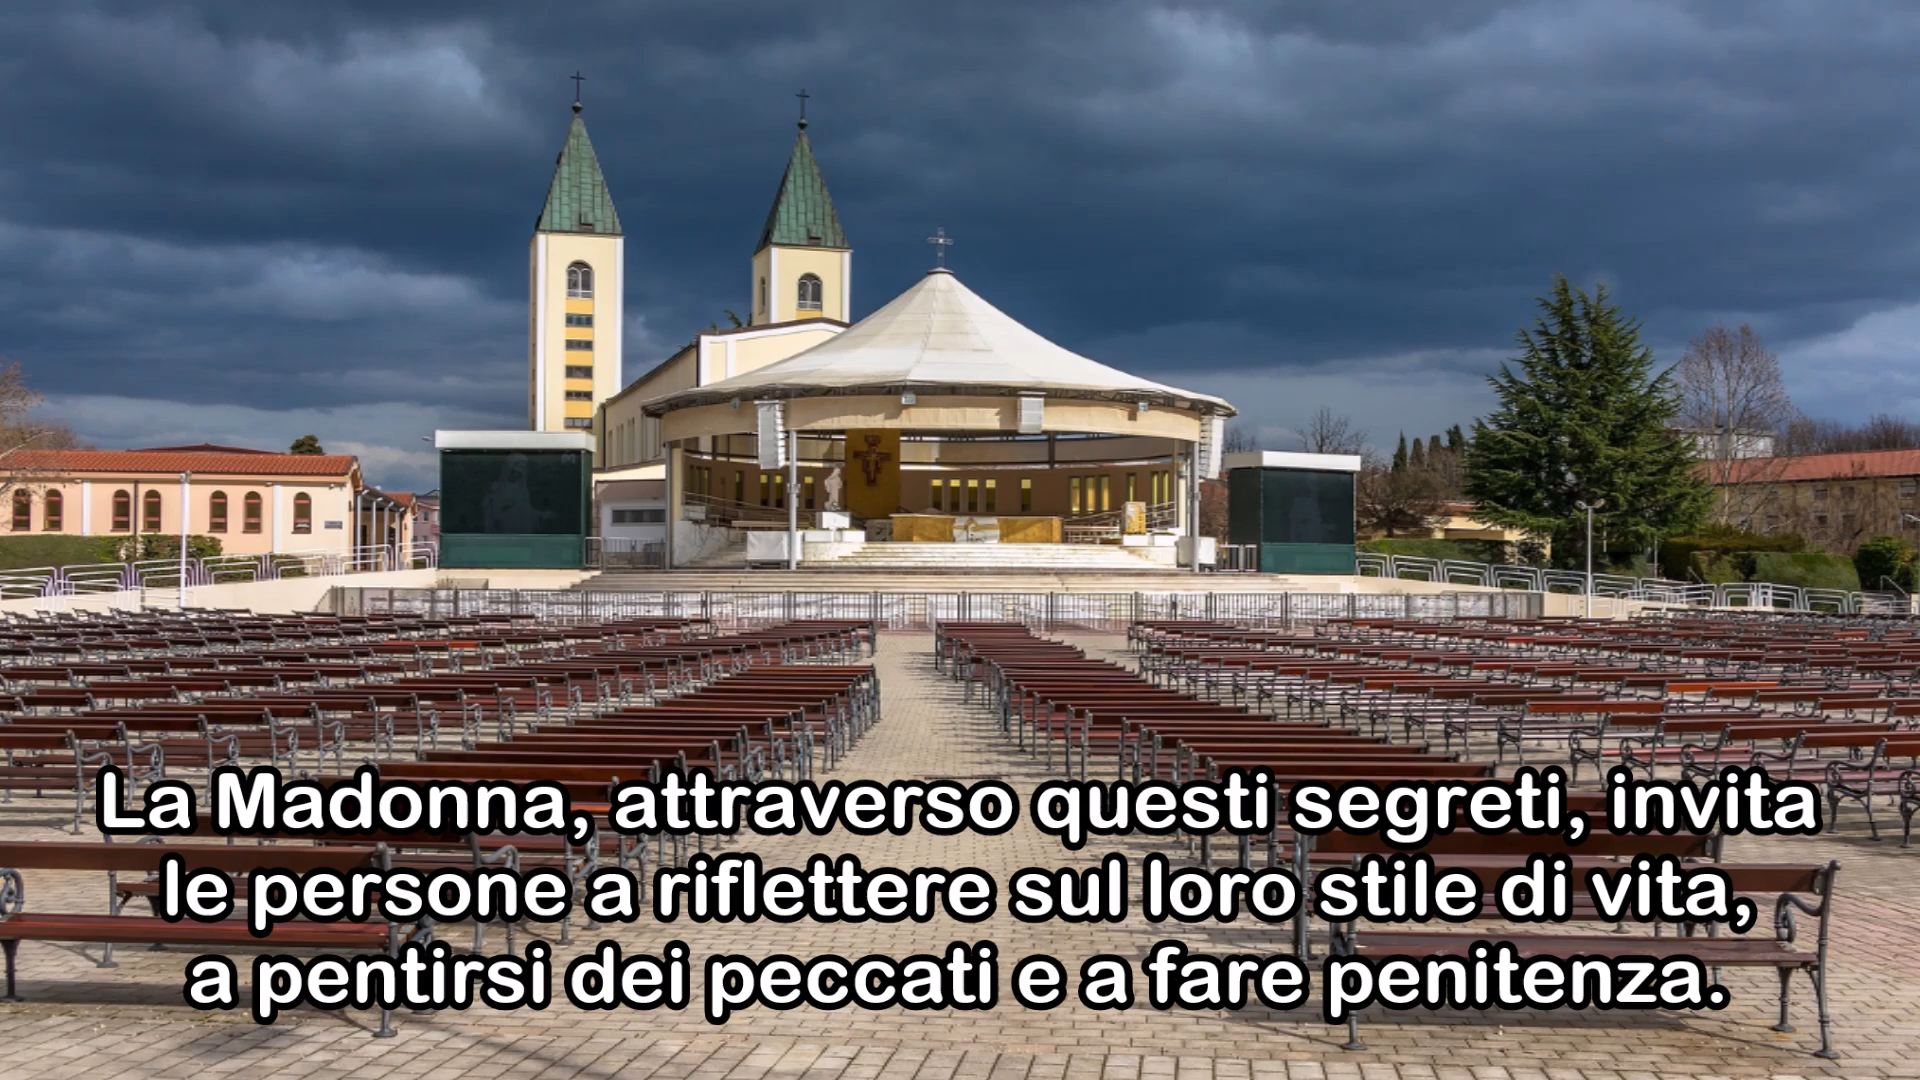 La Madonna, attraverso questi segreti, invita
le persone a riflettere sul loro stile di vita,
a pentirsi dei peccati e a fare penitenza.